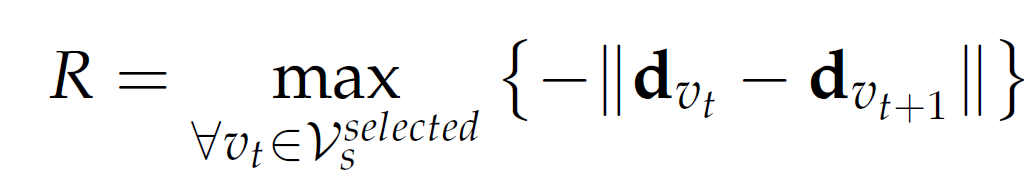 R = max_{∀v_t∈𝒱_s^{selected}} {−‖𝐝_{v_t} − 𝐝_{v_{t+1}}‖}